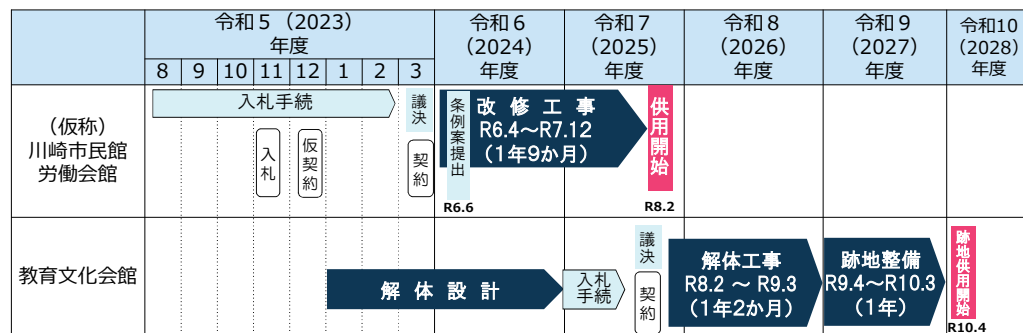 令和５（2023）
年度
令和６
（2024）
年度
令和７
（2025）
年度
令和８
（2026）
年度
令和９
（2027）
年度
令和10
（2028）
年度
8 9 10 11 12 1 2 3
（仮称）
川崎市民館
労働会館
入札手続
入札
仮契約
議決
契約
条例案提出
R6.6
改修工事
R6.4～R7.12
（1年9か月）
供用開始
R8.2
教育文化会館
解体設計
入札
手続
議決
契約
解体工事
R8.2 ～ R9.3
（1年2か月）
跡地整備
R9.4～R10.3
（1年）
跡地供用開始
R10.4